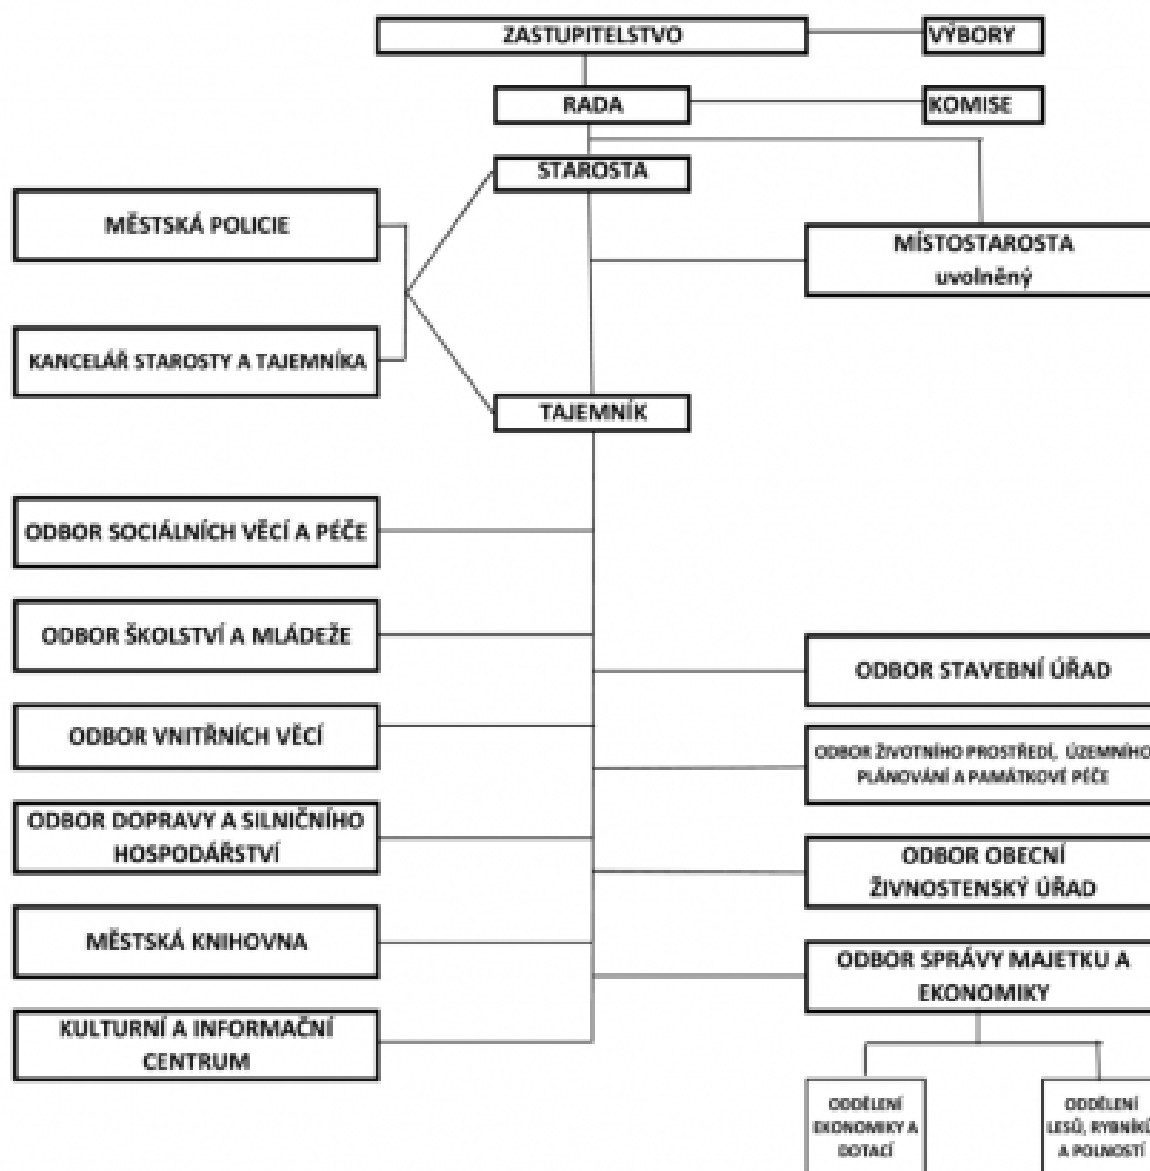 ZASTUPITELSTVO
VÝBORY
RADA
KOMISE
STAROSTA
MĚSTSKÁ POLICIE
MÍSTOSTAROSTA
uvolněný
KANCELÁŘ STAROSTY A TAJEMNÍKA
TAJEMNÍK
ODBOR SOCIÁLNÍCH VĚCÍ A PÉČE
ODBOR ŠKOLSTVÍ A MLÁDEŽE
ODBOR STAVEBNÍ ÚŘAD
ODBOR VNITŘNÍCH VĚCÍ
ODBOR ŽIVOTNÍHO PROSTŘEDÍ, ÚZEMNÍHO
PLÁNOVÁNÍ A PAMÁTKOVÉ PÉČE
ODBOR DOPRAVY A SILNIČNÍHO
HOSPODÁŘSTVÍ
ODBOR OBECNÍ
ŽIVNOSTENSKÝ ÚŘAD
MĚSTSKÁ KNIHOVNA
ODBOR SPRÁVY MAJETKU A
EKONOMIKY
KULTURNÍ A INFORMAČNÍ
CENTRUM
ODDĚLENÍ
EKONOMIKY A
DOTACÍ
ODDĚLENÍ
LESŮ, RYBNÍKŮ
A POLNOSTÍ